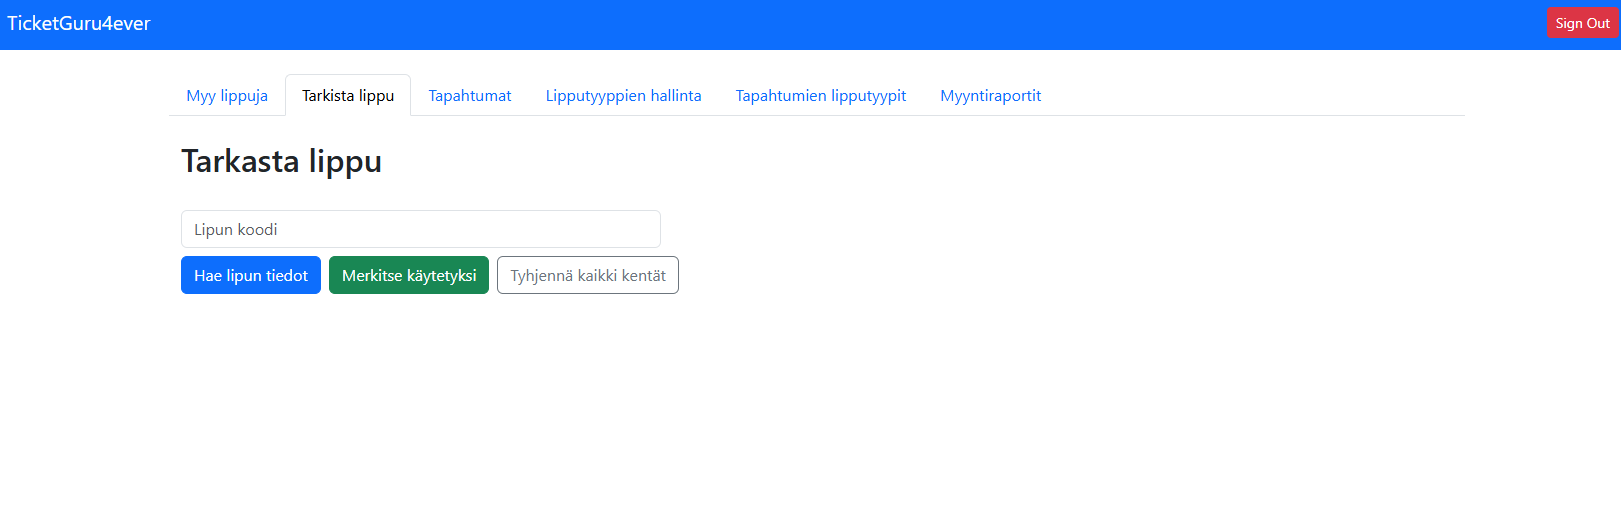 TicketGuru4ever Sign Out
Myy lippuja Tarkista lippu Tapahtumat Lipputyyppien hallinta Tapahtumien lipputyypit Myyntiraportit
Tarkasta lippu
Lipun koodi
Hae lipun tiedot Merkitse käytetyksi Tyhjennä kaikki kentät